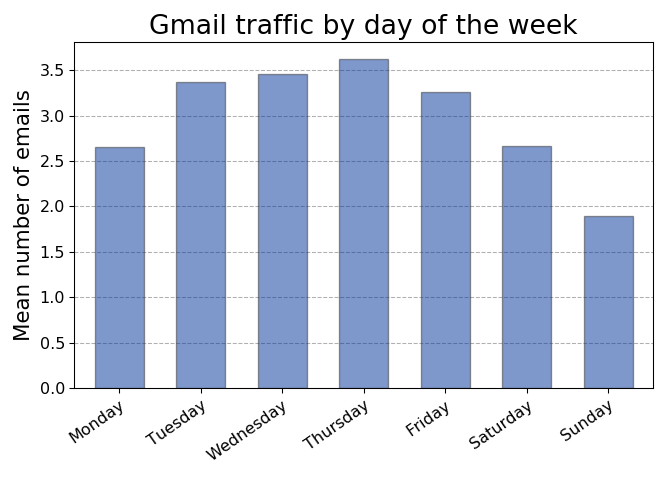 Gmail traffic by day of the week
Mean number of emails
3.5
3.0
2.5
2.0
1.5
1.0
0.5
0.0
Monday
Tuesday
Wednesday
Thursday
Friday
Saturday
Sunday